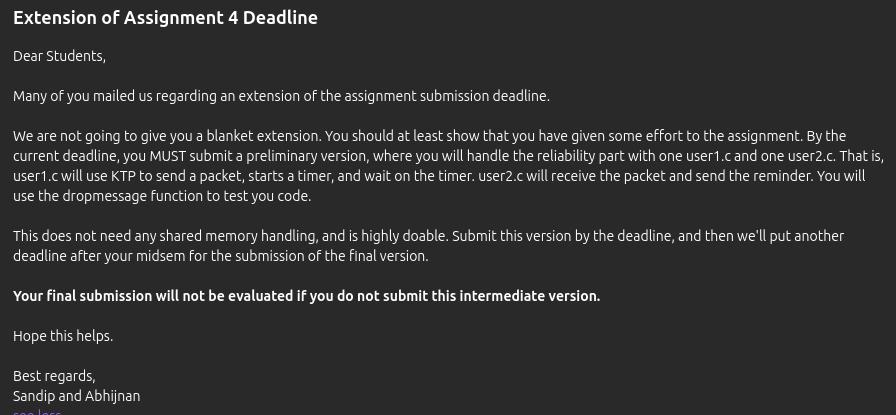 Extension of Assignment 4 Deadline
Dear Students,
Many of you mailed us regarding an extension of the assignment submission deadline.
We are not going to give you a blanket extension. You should at least show that you have given some effort to the assignment. By the
current deadline, you MUST submit a preliminary version, where you will handle the reliability part with one user1.c and one user2.c. That is,
user1.c will use KTP to send a packet, starts a timer, and wait on the timer. user2.c will receive the packet and send the reminder. You will
use the dropmessage function to test you code.
This does not need any shared memory handling, and is highly doable. Submit this version by the deadline, and then we'll put another
deadline after your midsem for the submission of the final version.
Your final submission will not be evaluated if you do not submit this intermediate version.
Hope this helps.
Best regards,
Sandip and Abhijnan
see less